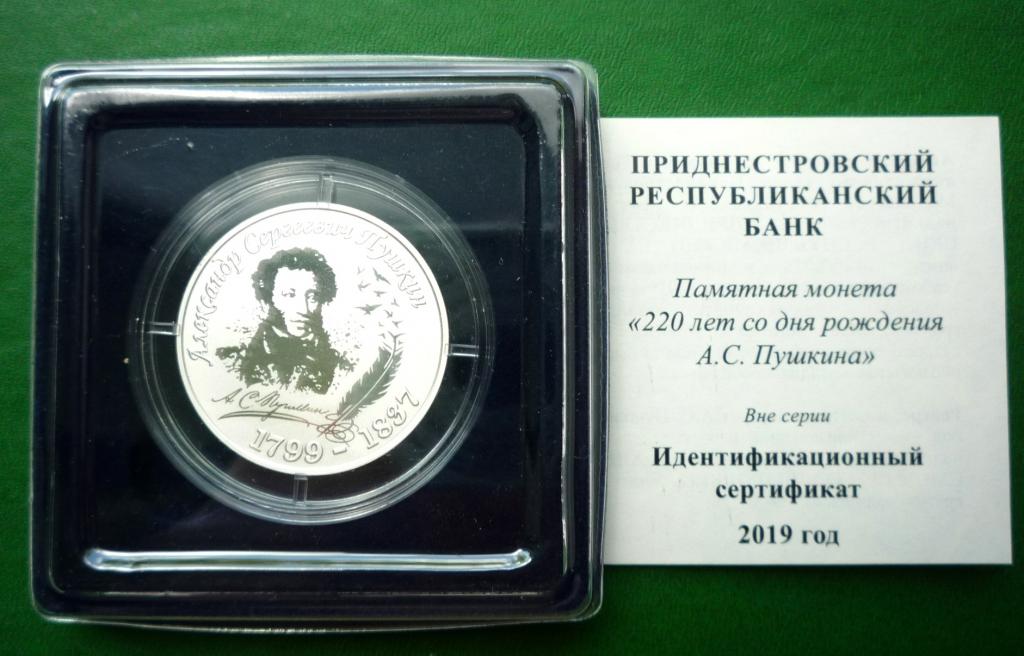 Александр Сергеевич Пушкин
А.С. Пушкин
1799 - 1837
ПРИДНЕСТРОВСКИЙ
РЕСПУБЛИКАНСКИЙ
БАНК
Памятная монета
«220 лет со дня рождения
А.С. Пушкина»
Вне серии
Идентификационный
сертификат
2019 год